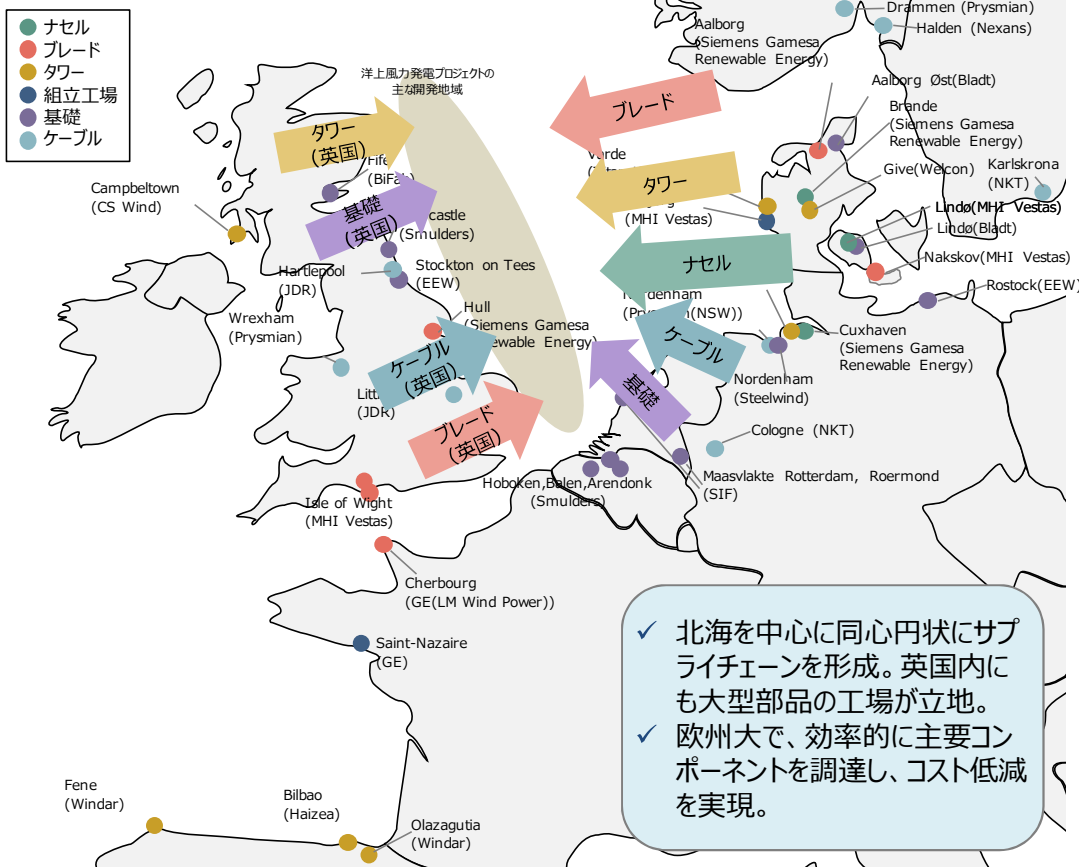 ナセル
ブレード
タワー
組立工場
基礎
ケーブル
洋上風力発電プロジェクトの
主な開発地域
Drammen (Prysmian)
Halden (Nexans)
Aalborg
(Siemens Gamesa
Renewable Energy)
Aalborg Øst(Bladt)
Brande
(Siemens Gamesa
Renewable Energy)
Give(Welcon)
Karlskrona
(NKT)
Lindø(MHI Vestas)
Lindø(Bladt)
Nakskov(MHI Vestas)
Rostock(EEW)
ブレード
タワー
(MHI Vestas)
ナセル
ケーブル
基礎
タワー
(英国)
Fife
(BiFab)
基礎
(英国)
castle
(Smulders)
Campbeltown
(CS Wind)
Hartlepool
(JDR)
Stockton on Tees
(EEW)
Wrexham
(Prysmian)
Hull
(Siemens Gamesa
Energy)
ケーブル
(英国)
(JDR)
ブレード
(英国)
(NSW))
Cuxhaven
(Siemens Gamesa
Renewable Energy)
Nordenham
(Steelwind)
Cologne (NKT)
Maasvlakte Rotterdam, Roermond
(SIF)
Hoboken,Balen,Arendonk
(Smulders)
Isle of Wight
(MHI Vestas)
Cherbourg
(GE(LM Wind Power))
Saint-Nazaire
(GE)
Fene
(Windar)
Bilbao
(Haizea)
Olazagutia
(Windar)
✓ 北海を中心に同心円状にサプ
ライチェーンを形成。英国内に
も大型部品の工場が立地。
✓ 欧州大で、効率的に主要コン
ポーネントを調達し、コスト低減
を実現。